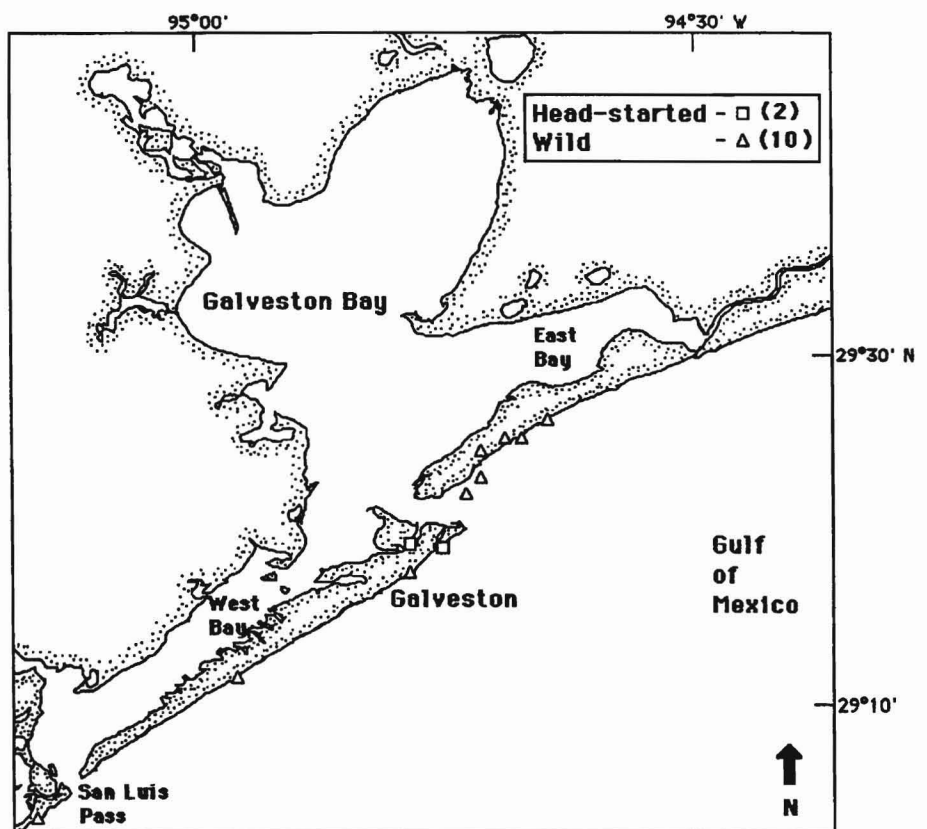 95°00'
94°30' W
Head-started - □ (2)
Wild - △ (10)
Galveston Bay
East
Bay
29°30' N
Gulf
of
Mexico
Galveston
West
Bay
29°10'
San Luis
Pass
N